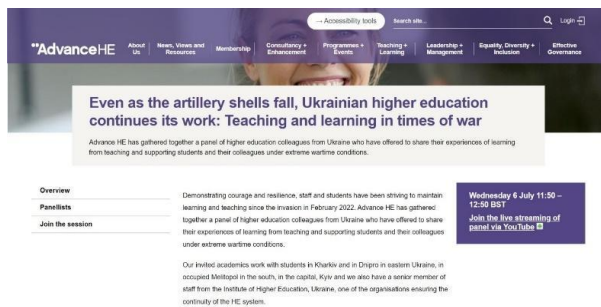 → Accessibility tools
Search site...
Login
AdvanceHE
About Us
News, Views and Resources
Membership
Consultancy + Enhancement
Programmes + Events
Teaching + Learning
Leadership + Management
Equality, Diversity + Inclusion
Effective Governance
Even as the artillery shells fall, Ukrainian higher education
continues its work: Teaching and learning in times of war
Advance HE has gathered together a panel of higher education colleagues from Ukraine who have offered to share their experiences of learning
from teaching and supporting students and their colleagues under extreme wartime conditions.
Overview
Panellists
Join the session
Demonstrating courage and resilience, staff and students have been striving to maintain
learning and teaching since the invasion in February 2022. Advance HE has gathered
together a panel of higher education colleagues from Ukraine who have offered to share
their experiences of learning from teaching and supporting students and their colleagues
under extreme wartime conditions.
Our invited academics work with students in Kharkiv and in Dnipro in eastern Ukraine, in
occupied Melitopol in the south, in the capital, Kyiv and we also have a senior member of
staff from the Institute of Higher Education, Ukraine, one of the organisations ensuring the
continuity of the HE system.
Wednesday 6 July 11:50 –
12:50 BST
Join the live streaming of
panel via YouTube